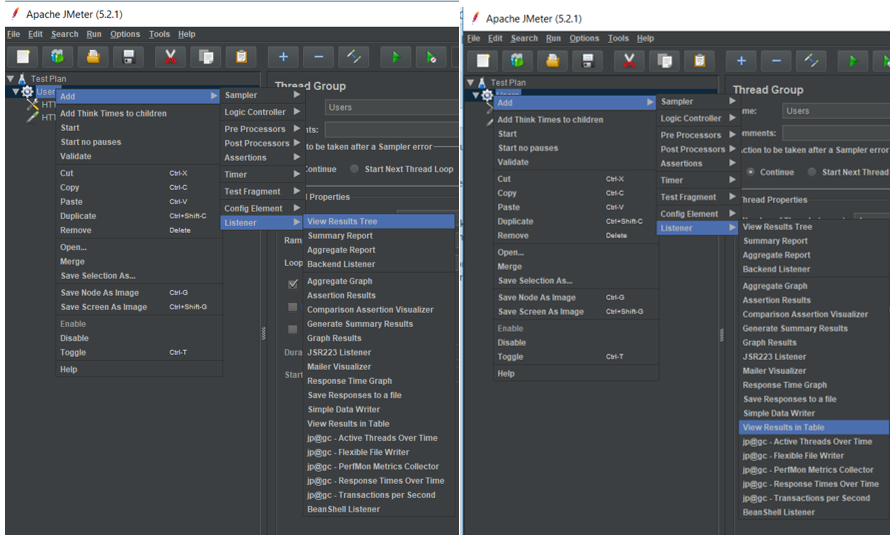 Apache JMeter (5.2.1)
File Edit Search Run Options Tools Help
Test Plan
Users
HTT
HTT
Add
Add Think Times to children
Start
Start no pauses
Validate
Cut Ctrl-X
Copy Ctrl-C
Paste Ctrl-V
Duplicate Ctrl+Shift-C
Remove Delete
Open...
Merge
Save Selection As...
Save Node As Image Ctrl-G
Save Screen As Image Ctrl+Shift-G
Enable
Disable
Toggle Ctrl-T
Help
Sampler
Logic Controller
Pre Processors
Post Processors
Assertions
Timer
Test Fragment
Config Element
Listener
Thread Group
Users
nts:
to be taken after a Sampler error
Continue Start Next Thread Loop
Properties
Ram
Loop
Dura
Start
View Results Tree
Summary Report
Aggregate Report
Backend Listener
Aggregate Graph
Assertion Results
Comparison Assertion Visualizer
Generate Summary Results
Graph Results
JSR223 Listener
Mailer Visualizer
Response Time Graph
Save Responses to a file
Simple Data Writer
View Results in Table
jp@gc - Active Threads Over Time
jp@gc - Flexible File Writer
jp@gc - PerfMon Metrics Collector
jp@gc - Response Times Over Time
jp@gc - Transactions per Second
BeanShell Listener
Apache JMeter (5.2.1)
File Edit Search Run Options Tools Help
Test Plan
Users
Add
Add Think Times to children
Start
Start no pauses
Validate
Cut Ctrl-X
Copy Ctrl-C
Paste Ctrl-V
Duplicate Ctrl+Shift-C
Remove Delete
Open...
Merge
Save Selection As...
Save Node As Image Ctrl-G
Save Screen As Image Ctrl+Shift-G
Enable
Disable
Toggle Ctrl-T
Help
Sampler
Logic Controller
Pre Processors
Post Processors
Assertions
Timer
Test Fragment
Config Element
Listener
Thread Group
me: Users
mments:
ction to be taken after a Sampler error
Continue Start Next Thread
Thread Properties
View Results Tree
Summary Report
Aggregate Report
Backend Listener
Aggregate Graph
Assertion Results
Comparison Assertion Visualizer
Generate Summary Results
Graph Results
JSR223 Listener
Mailer Visualizer
Response Time Graph
Save Responses to a file
Simple Data Writer
View Results in Table
jp@gc - Active Threads Over Time
jp@gc - Flexible File Writer
jp@gc - PerfMon Metrics Collector
jp@gc - Response Times Over Time
jp@gc - Transactions per Second
BeanShell Listener